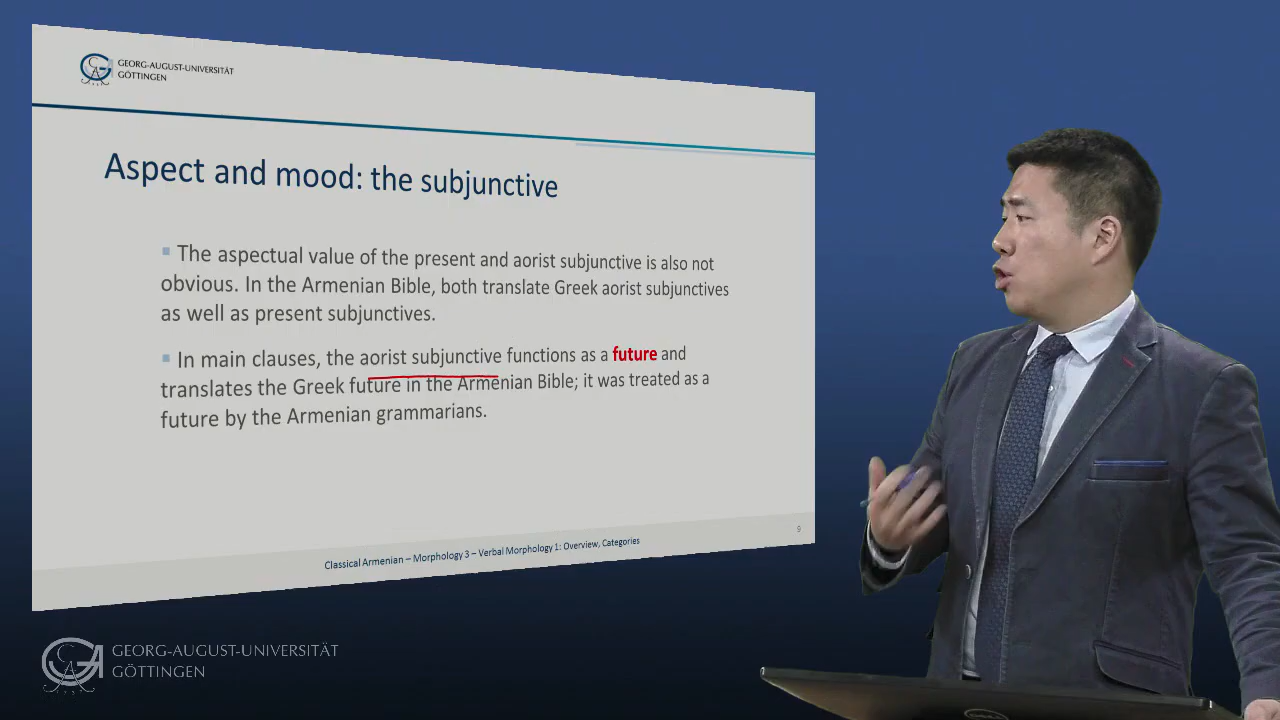 GEORG-AUGUST-UNIVERSITÄT
GÖTTINGEN
Aspect and mood: the subjunctive
The aspectual value of the present and aorist subjunctive is also not
obvious. In the Armenian Bible, both translate Greek aorist subjunctives
as well as present subjunctives.
In main clauses, the aorist subjunctive functions as a future and
translates the Greek future in the Armenian Bible; it was treated as a
future by the Armenian grammarians.
9
Classical Armenian – Morphology 3 – Verbal Morphology 1: Overview, Categories
GEORG-AUGUST-UNIVERSITÄT
GÖTTINGEN